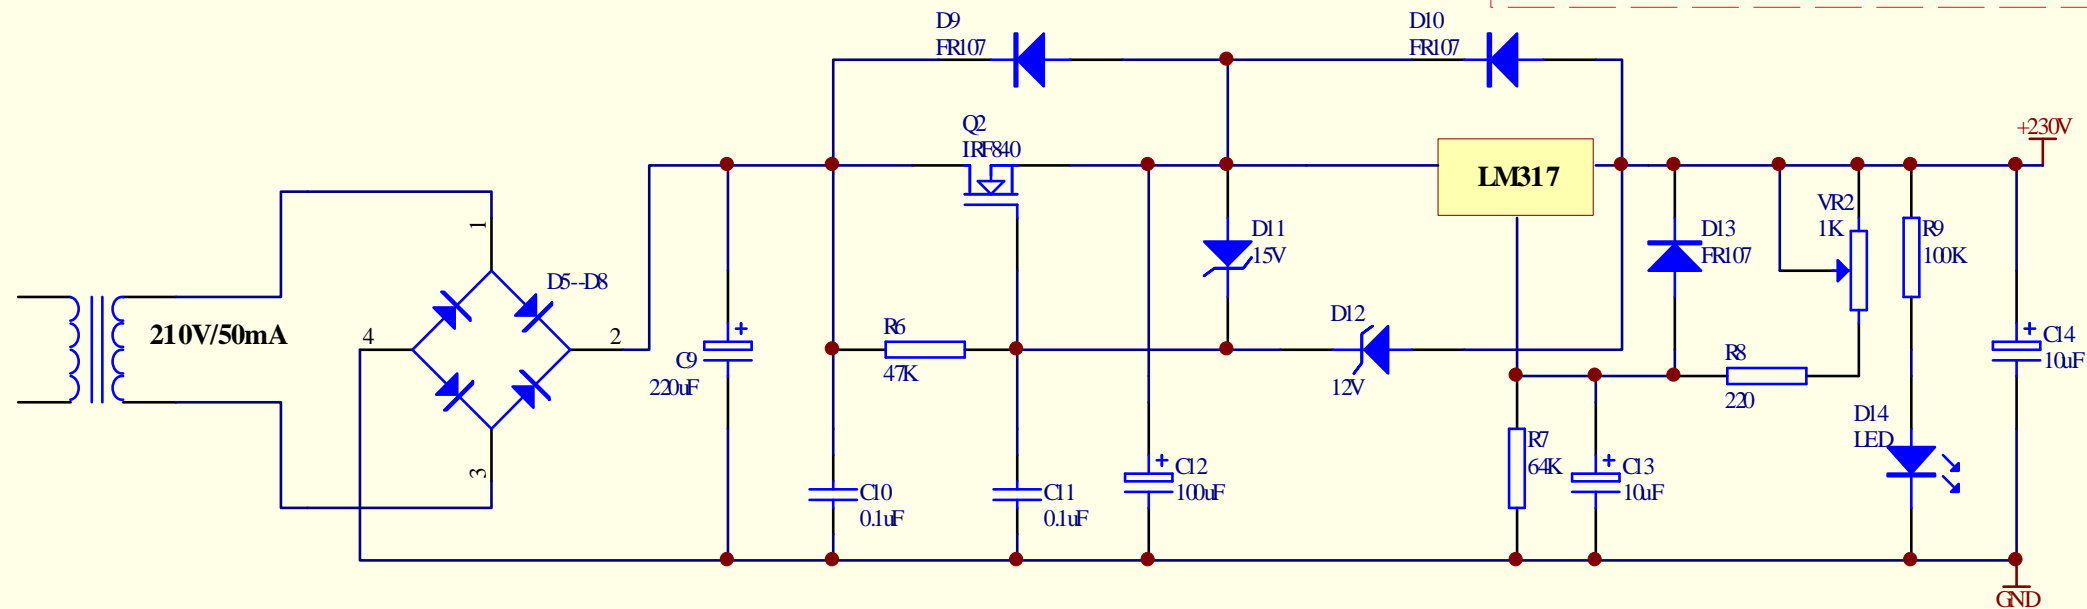 D9
FR107
D10
FR107
Q2
IRF840
+230V
LM317
VR2
1K
D11
15V
D13
FR107
R9
100K
1
D5--D8
210V/50mA
4
2
D12
12V
R6
47K
C9
220uF
C14
10uF
R8
220
D14
LED
3
R7
64K
C10
0.1uF
C11
0.1uF
C12
100uF
C13
10uF
GND